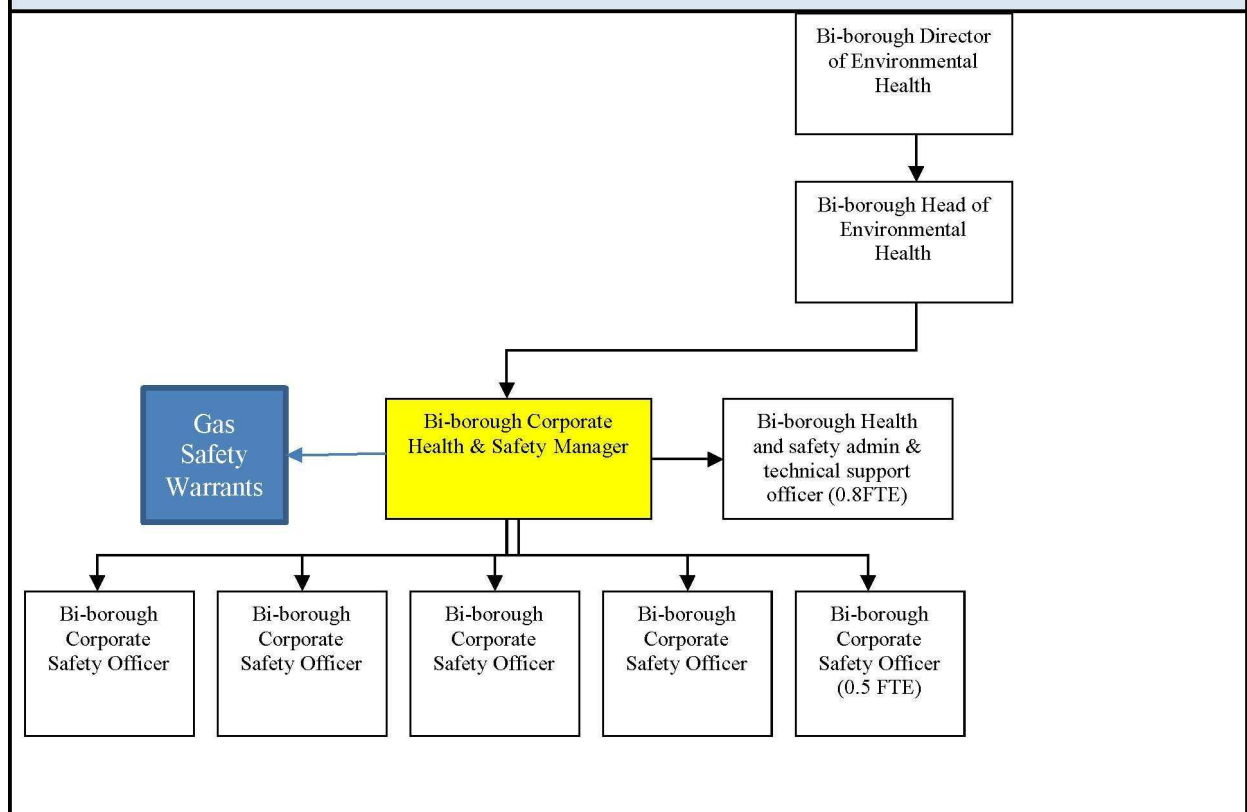 Bi-borough Director
of Environmental
Health
Bi-borough Head of
Environmental
Health
Gas
Safety
Warrants
Bi-borough Corporate
Health & Safety Manager
Bi-borough Health
and safety admin &
technical support
officer (0.8FTE)
Bi-borough
Corporate
Safety Officer
Bi-borough
Corporate
Safety Officer
Bi-borough
Corporate
Safety Officer
Bi-borough
Corporate
Safety Officer
Bi-borough
Corporate
Safety Officer
(0.5 FTE)